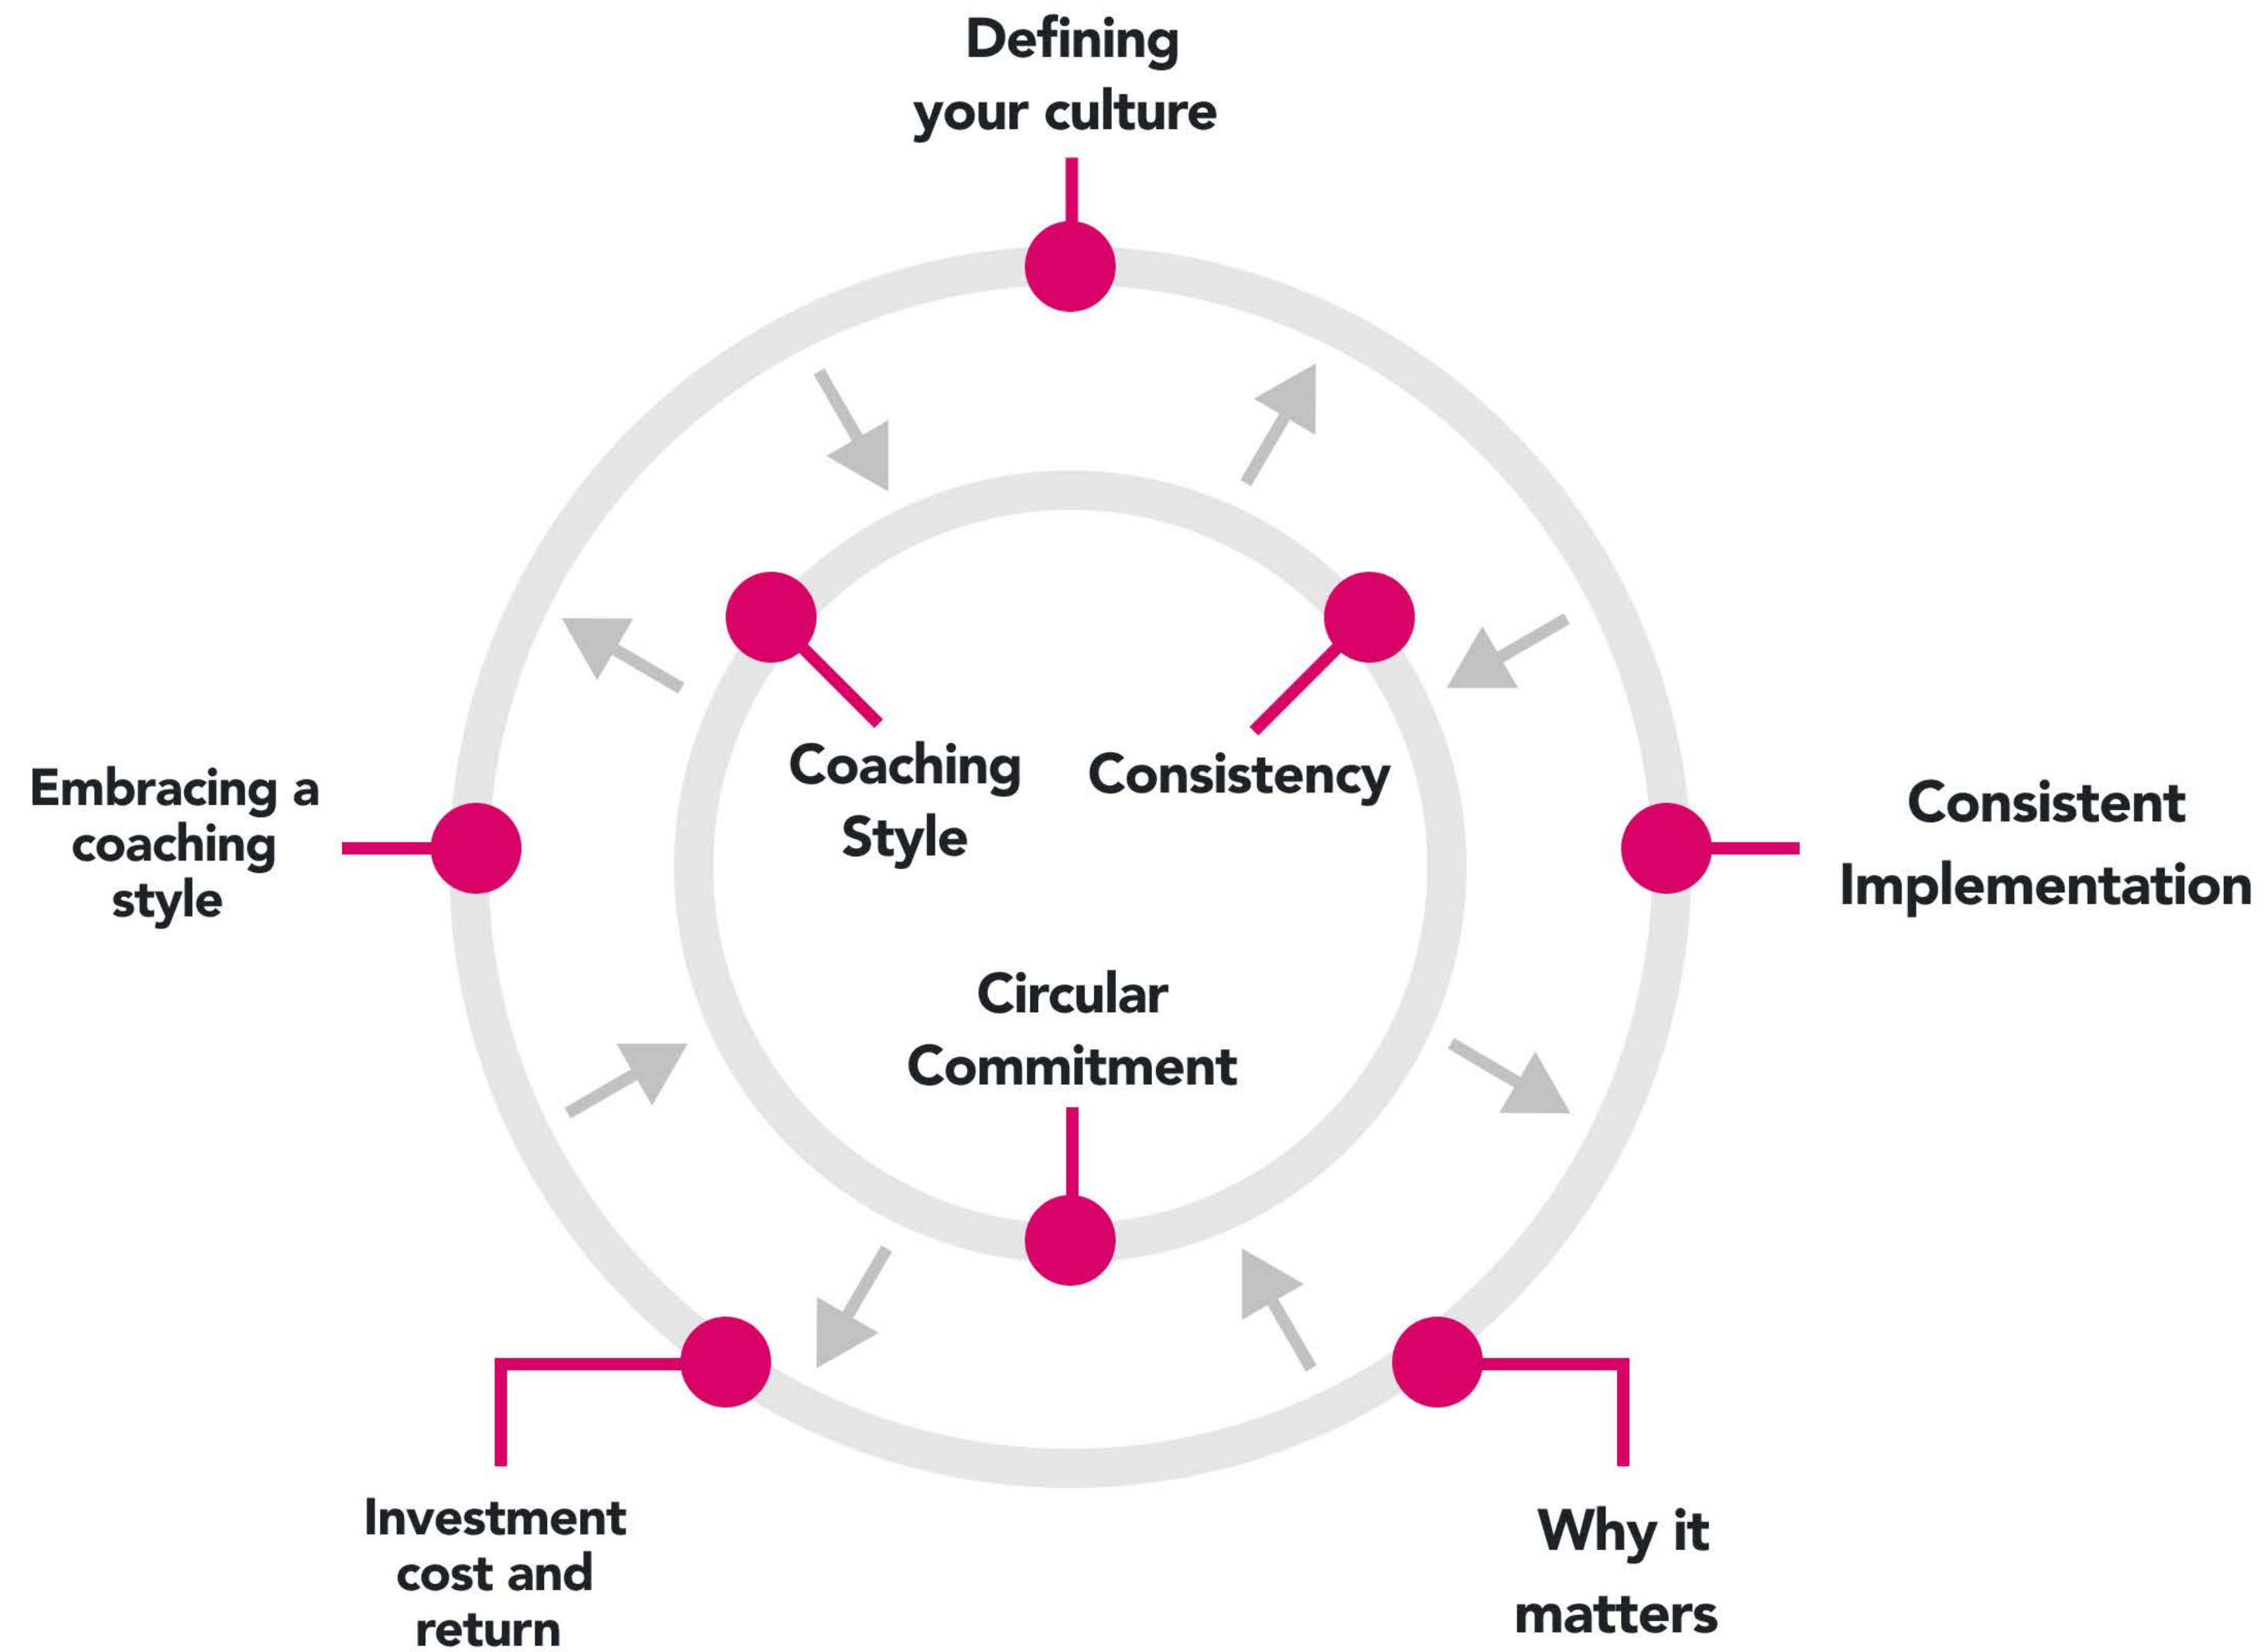 Defining
your culture
Coaching
Style
Consistency
Embracing a
coaching
style
Consistent
Implementation
Circular
Commitment
Investment
cost and
return
Why it
matters